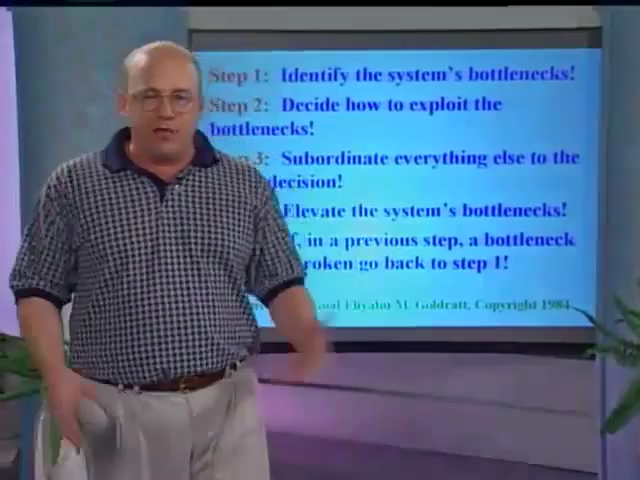 Step 1: Identify the system's bottlenecks!
Step 2: Decide how to exploit the
bottlenecks!
3: Subordinate everything else to the
decision!
Elevate the system's bottlenecks!
in a previous step, a bottleneck
roken go back to step 1!
Eliyahu M. Goldratt, Copyright 1984